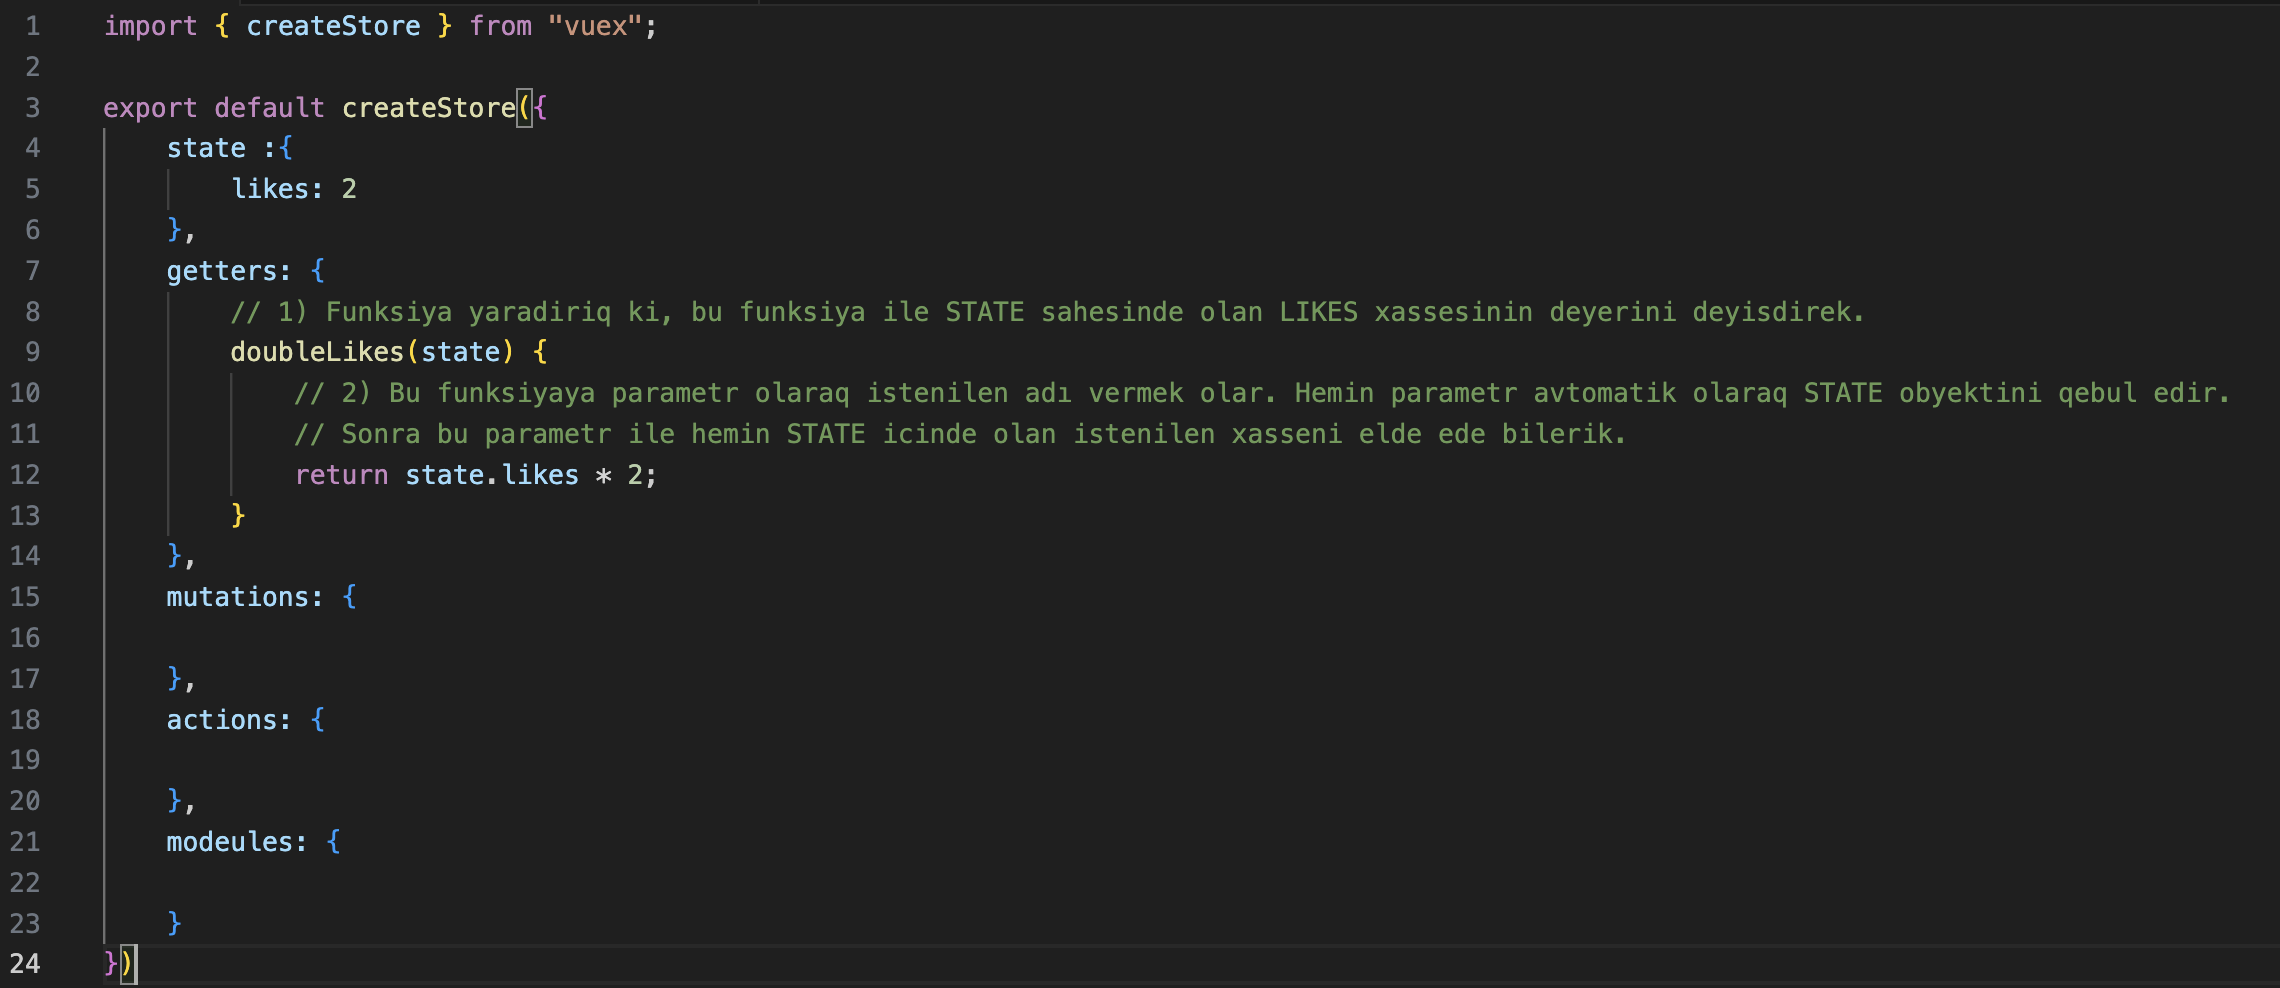 1 import { createStore } from "vuex";
2
3 export default createStore({
4     state :{
5         likes: 2
6     },
7     getters: {
8         // 1) Funksiya yaradiriq ki, bu funksiya ile STATE sahesinde olan LIKES xassesinin deyerini deyisdirek.
9         doubleLikes(state) {
10             // 2) Bu funksiyaya parametr olaraq istenilen adı vermek olar. Hemin parametr avtomatik olaraq STATE obyektini qebul edir.
11             // Sonra bu parametr ile hemin STATE icinde olan istenilen xasseni elde ede bilerik.
12             return state.likes * 2;
13         }
14     },
15     mutations: {
16
17     },
18     actions: {
19
20     },
21     modeules: {
22
23     }
24 })